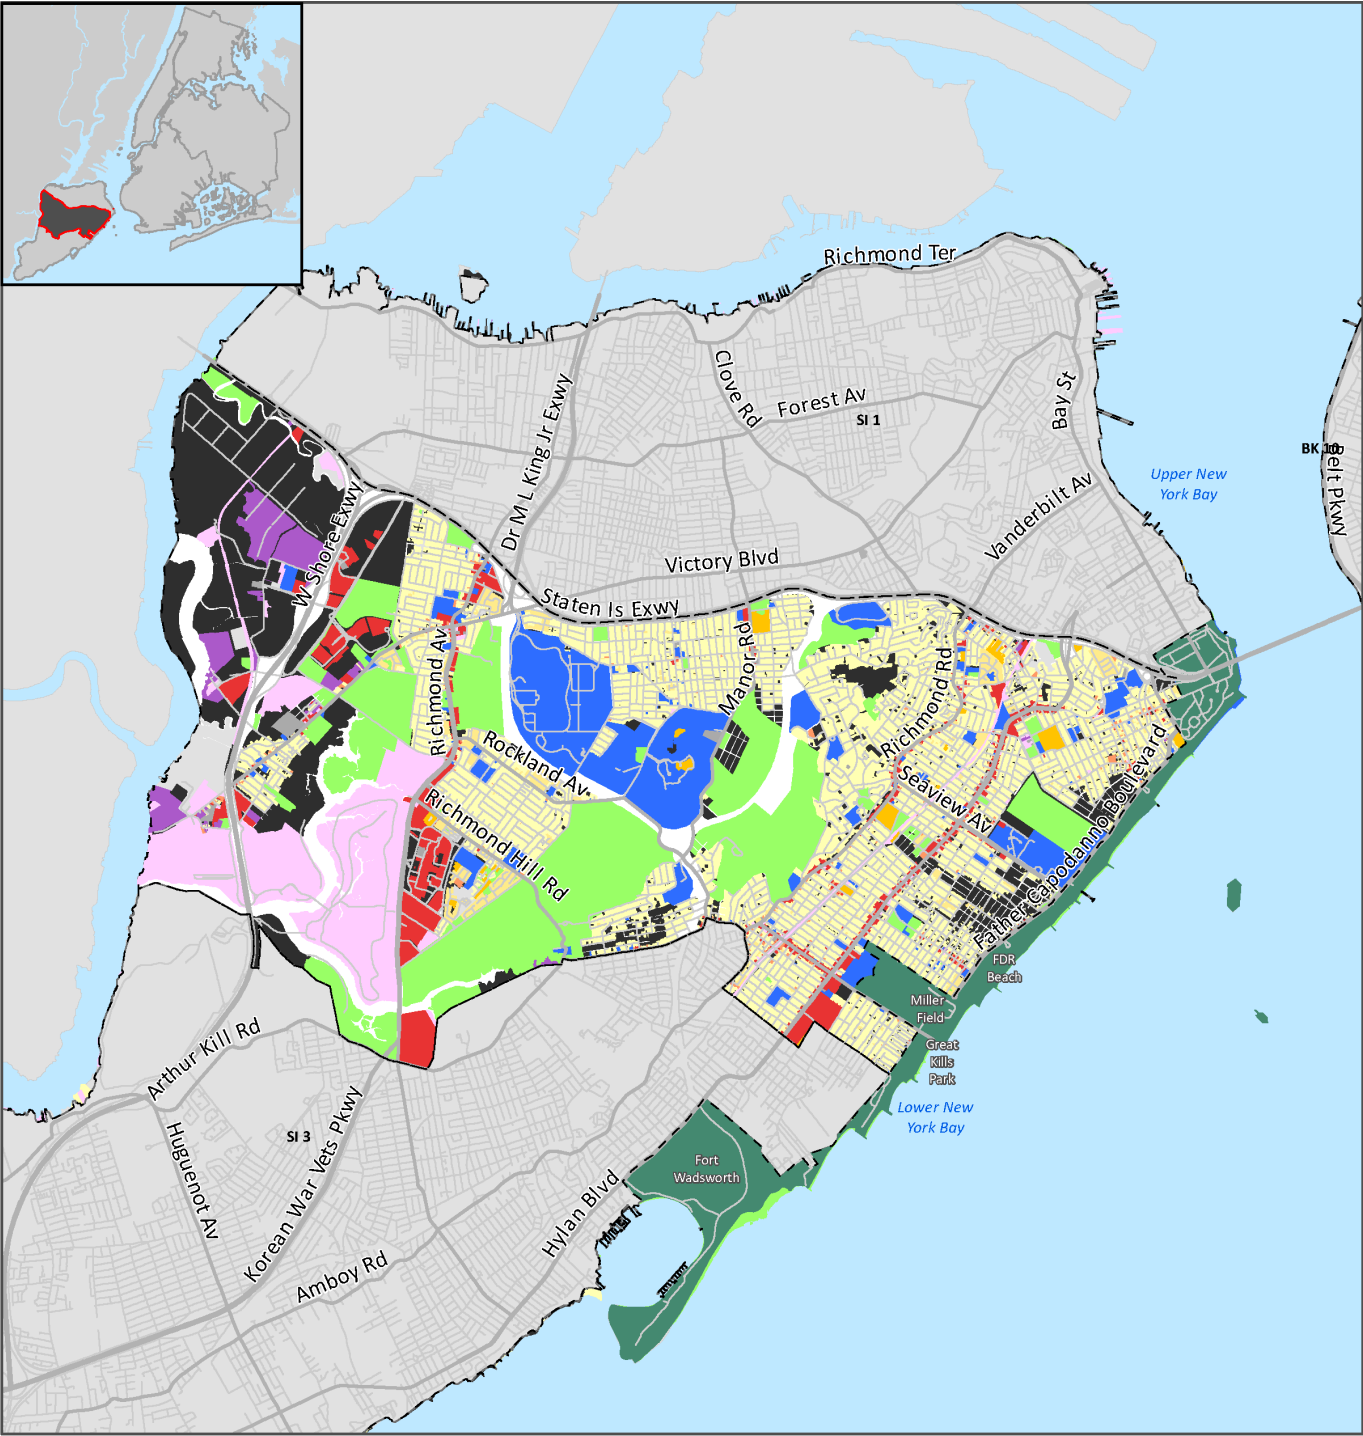 Richmond Ter
Clove Rd
Forest Av
SI 1
Bay St
Dr M L King Jr Exwy
BK 10
Belt Pkwy
Upper New
York Bay
Vanderbilt Av
W Shore Exwy
Victory Blvd
Staten Is Exwy
Richmond Av
Manor Rd
Richmond Rd
Rockland Av
Seaview Av
Richmond Hill Rd
Father Capodanno Boulevard
FDR
Beach
Miller
Field
Great
Kills
Park
Arthur Kill Rd
Lower New
York Bay
SI 3
Huguenot Av
Korean War Vets Pkwy
Fort
Wadsworth
Hylan Blvd
Amboy Rd